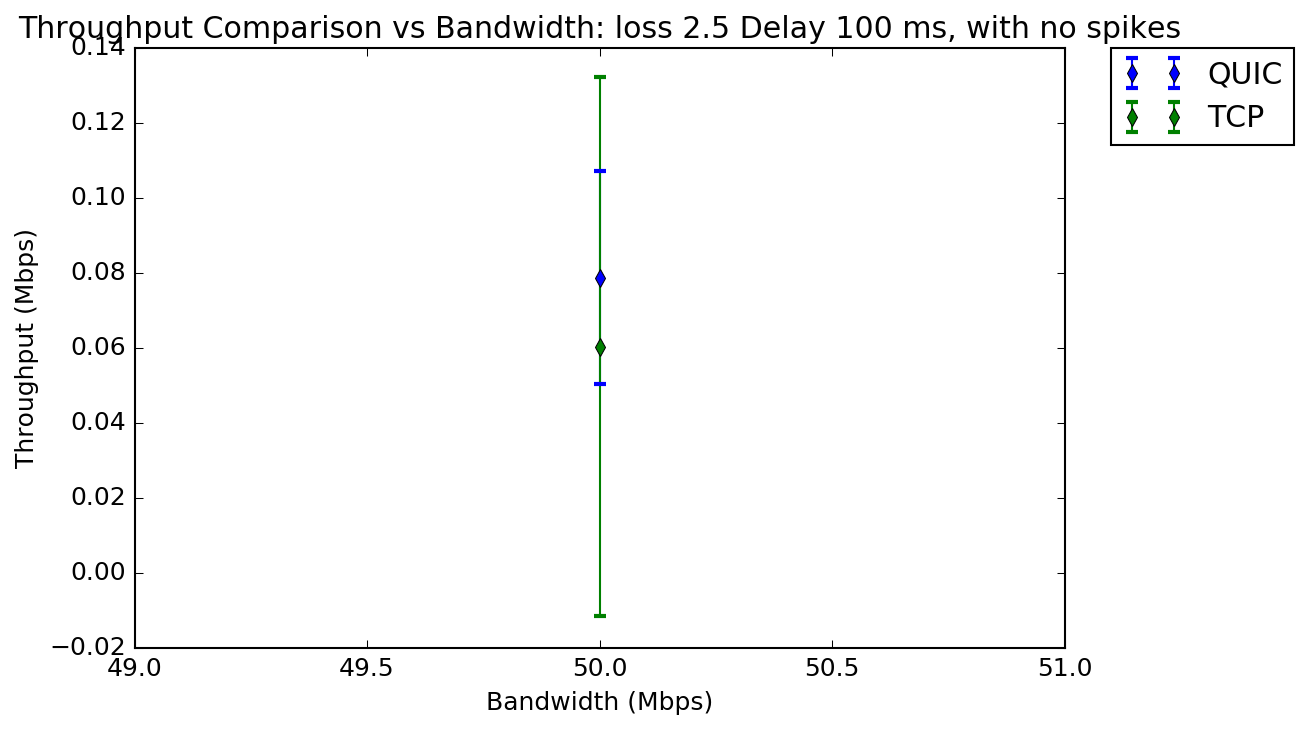 Throughput Comparison vs Bandwidth: loss 2.5 Delay 100 ms, with no spikes
QUIC
TCP
0.14
0.12
0.10
0.08
0.06
0.04
0.02
0.00
−0.02
Throughput (Mbps)
49.0 49.5 50.0 50.5 51.0
Bandwidth (Mbps)